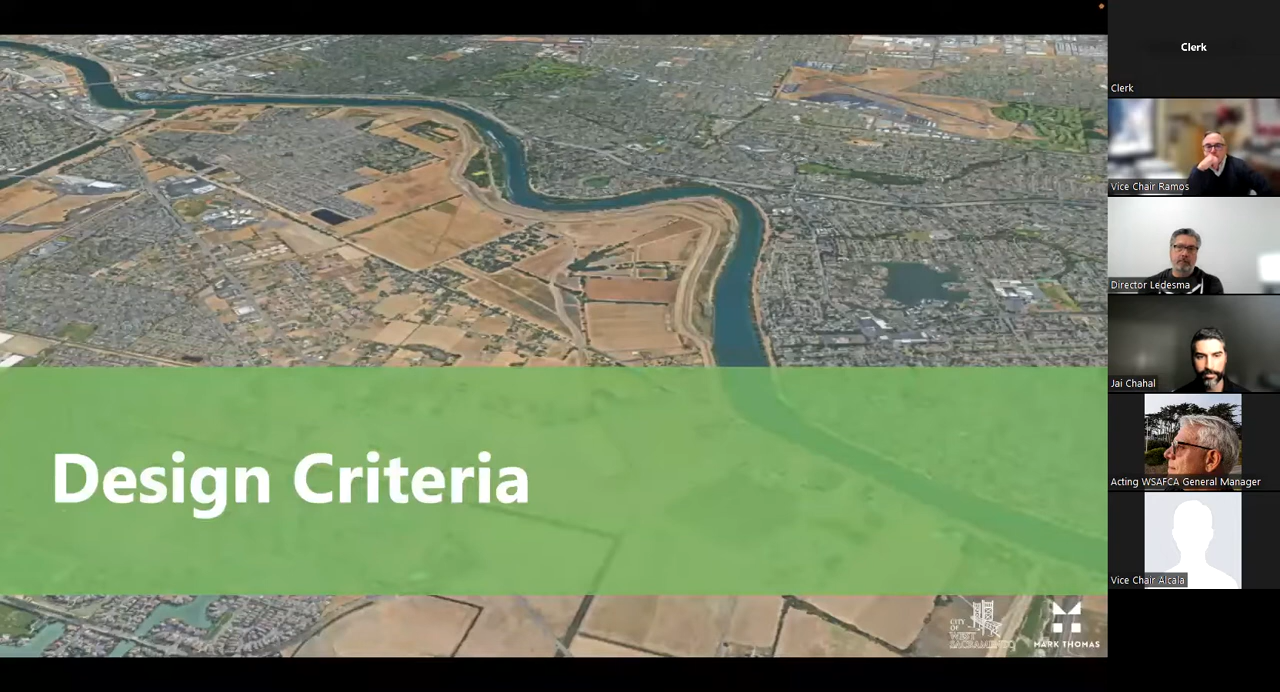 Design Criteria
CITY
OF
WEST
SACRAMENTO
MARK THOMAS
Clerk
Clerk
Vice Chair Ramos
Director Ledesma
Jai Chahal
Acting WSAFCA General Manager
Vice Chair Alcala